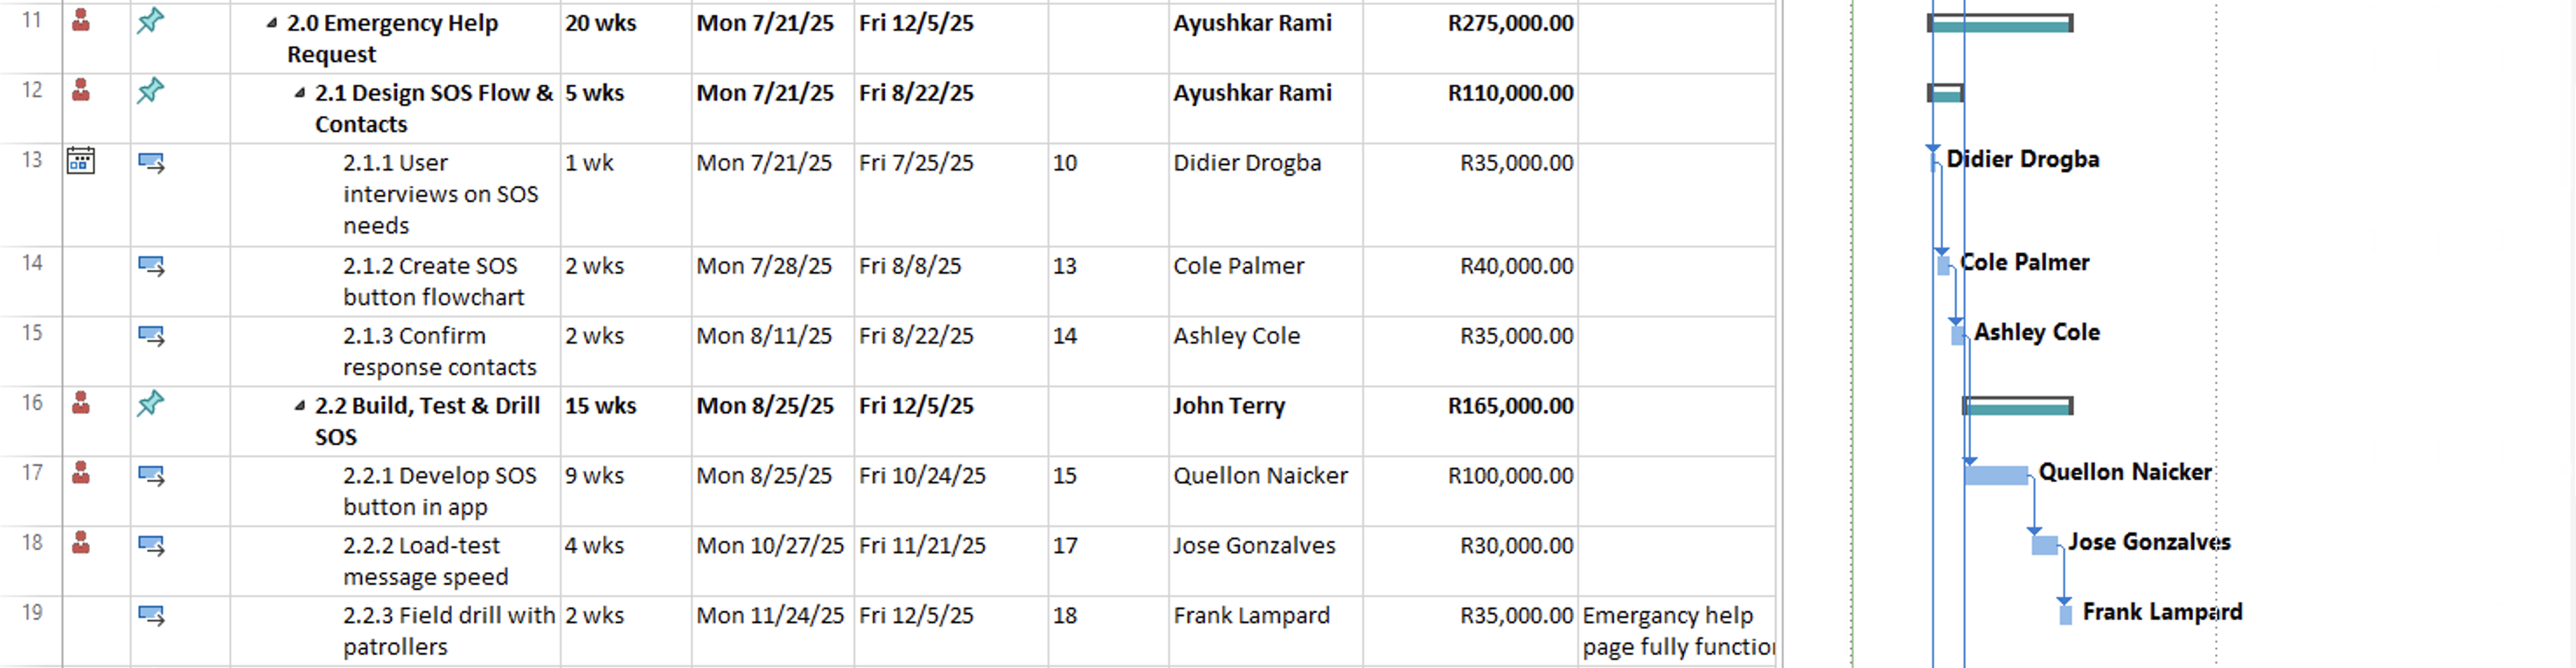 11 2.0 Emergency Help 20 wks Mon 7/21/25 Fri 12/5/25 Ayushkar Rami R275,000.00
Request
12 2.1 Design SOS Flow & 5 wks Mon 7/21/25 Fri 8/22/25 Ayushkar Rami R110,000.00
Contacts
13 2.1.1 User 1 wk Mon 7/21/25 Fri 7/25/25 10 Didier Drogba R35,000.00 Didier Drogba
interviews on SOS
needs
14 2.1.2 Create SOS 2 wks Mon 7/28/25 Fri 8/8/25 13 Cole Palmer R40,000.00 Cole Palmer
button flowchart
15 2.1.3 Confirm 2 wks Mon 8/11/25 Fri 8/22/25 14 Ashley Cole R35,000.00 Ashley Cole
response contacts
16 2.2 Build, Test & Drill 15 wks Mon 8/25/25 Fri 12/5/25 John Terry R165,000.00
SOS
17 2.2.1 Develop SOS 9 wks Mon 8/25/25 Fri 10/24/25 15 Quellon Naicker R100,000.00 Quellon Naicker
button in app
18 2.2.2 Load-test 4 wks Mon 10/27/25 Fri 11/21/25 17 Jose Gonzalves R30,000.00 Jose Gonzalves
message speed
19 2.2.3 Field drill with 2 wks Mon 11/24/25 Fri 12/5/25 18 Frank Lampard R35,000.00 Emergancy help Frank Lampard
patrollers page fully